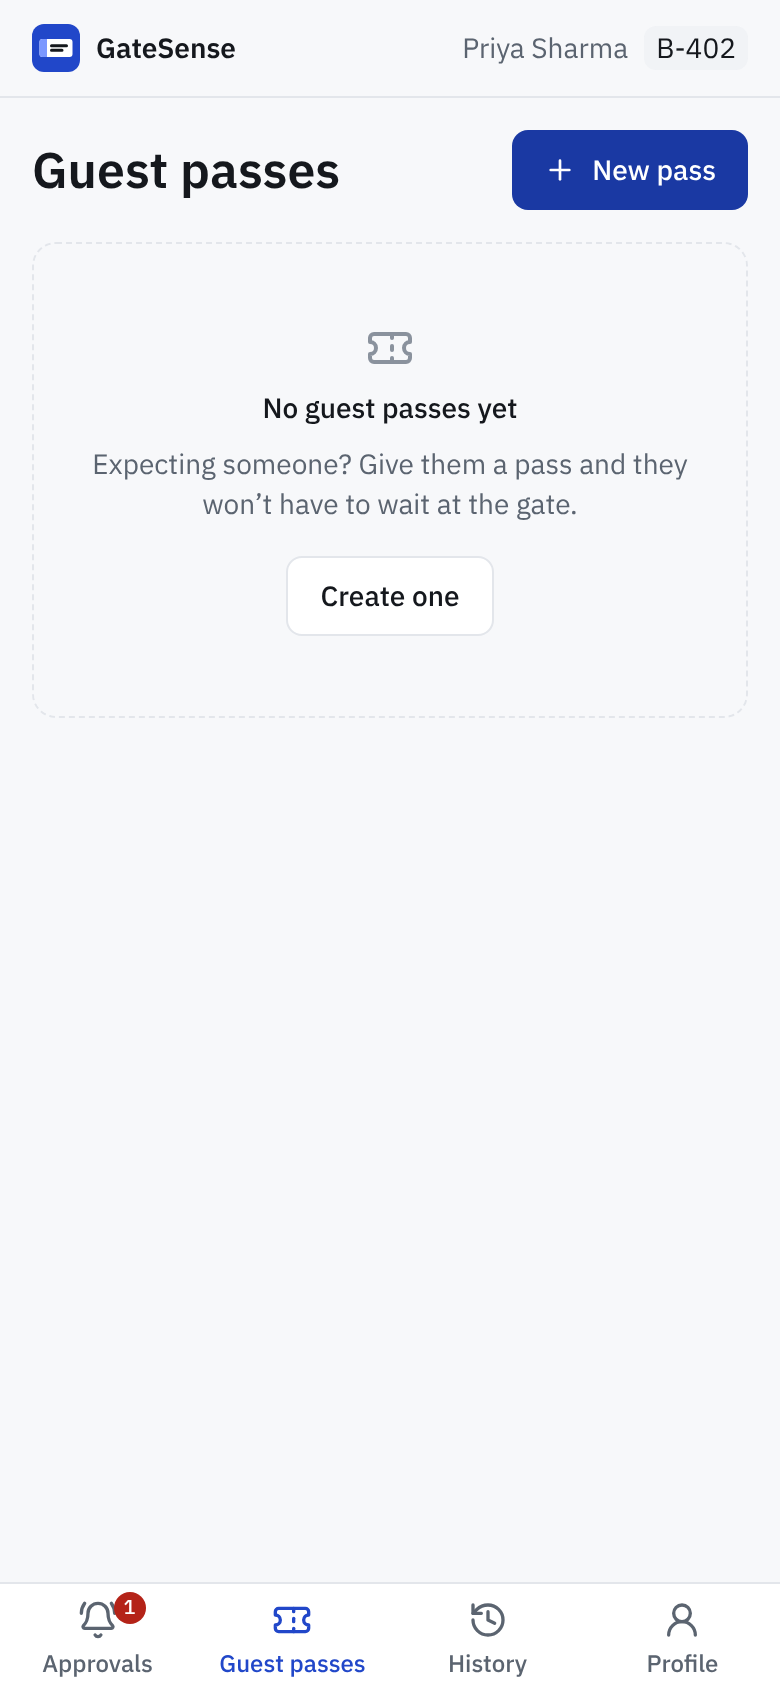 GateSense
Priya Sharma B-402
Guest passes
New pass
No guest passes yet
Expecting someone? Give them a pass and they
won’t have to wait at the gate.
Create one
1
Approvals
Guest passes
History
Profile